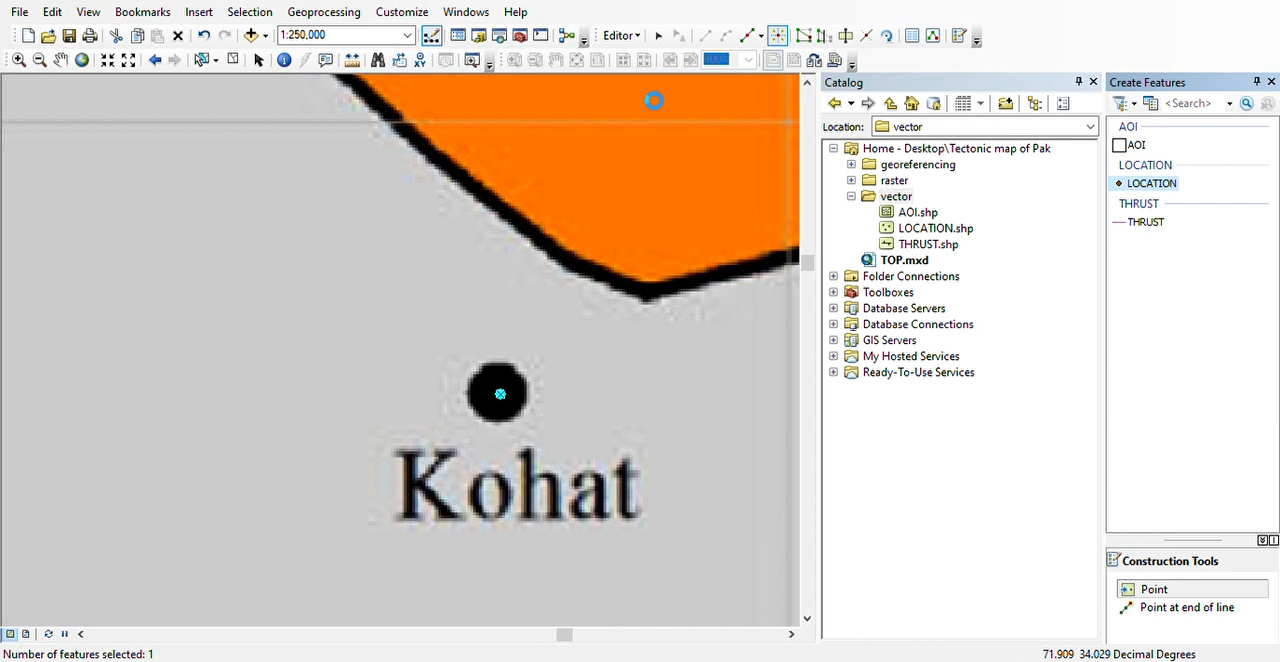 File Edit View Bookmarks Insert Selection Geoprocessing Customize Windows Help
1:250,000 Editor
Catalog
Location: vector
Home - Desktop\Tectonic map of Pak
georeferencing
raster
vector
AOI.shp
LOCATION.shp
THRUST.shp
TOP.mxd
Folder Connections
Toolboxes
Database Servers
Database Connections
GIS Servers
My Hosted Services
Ready-To-Use Services
Create Features
<Search>
AOI
AOI
LOCATION
LOCATION
THRUST
THRUST
Construction Tools
Point
Point at end of line
Kohat
Number of features selected: 1
71.909 34.029 Decimal Degrees